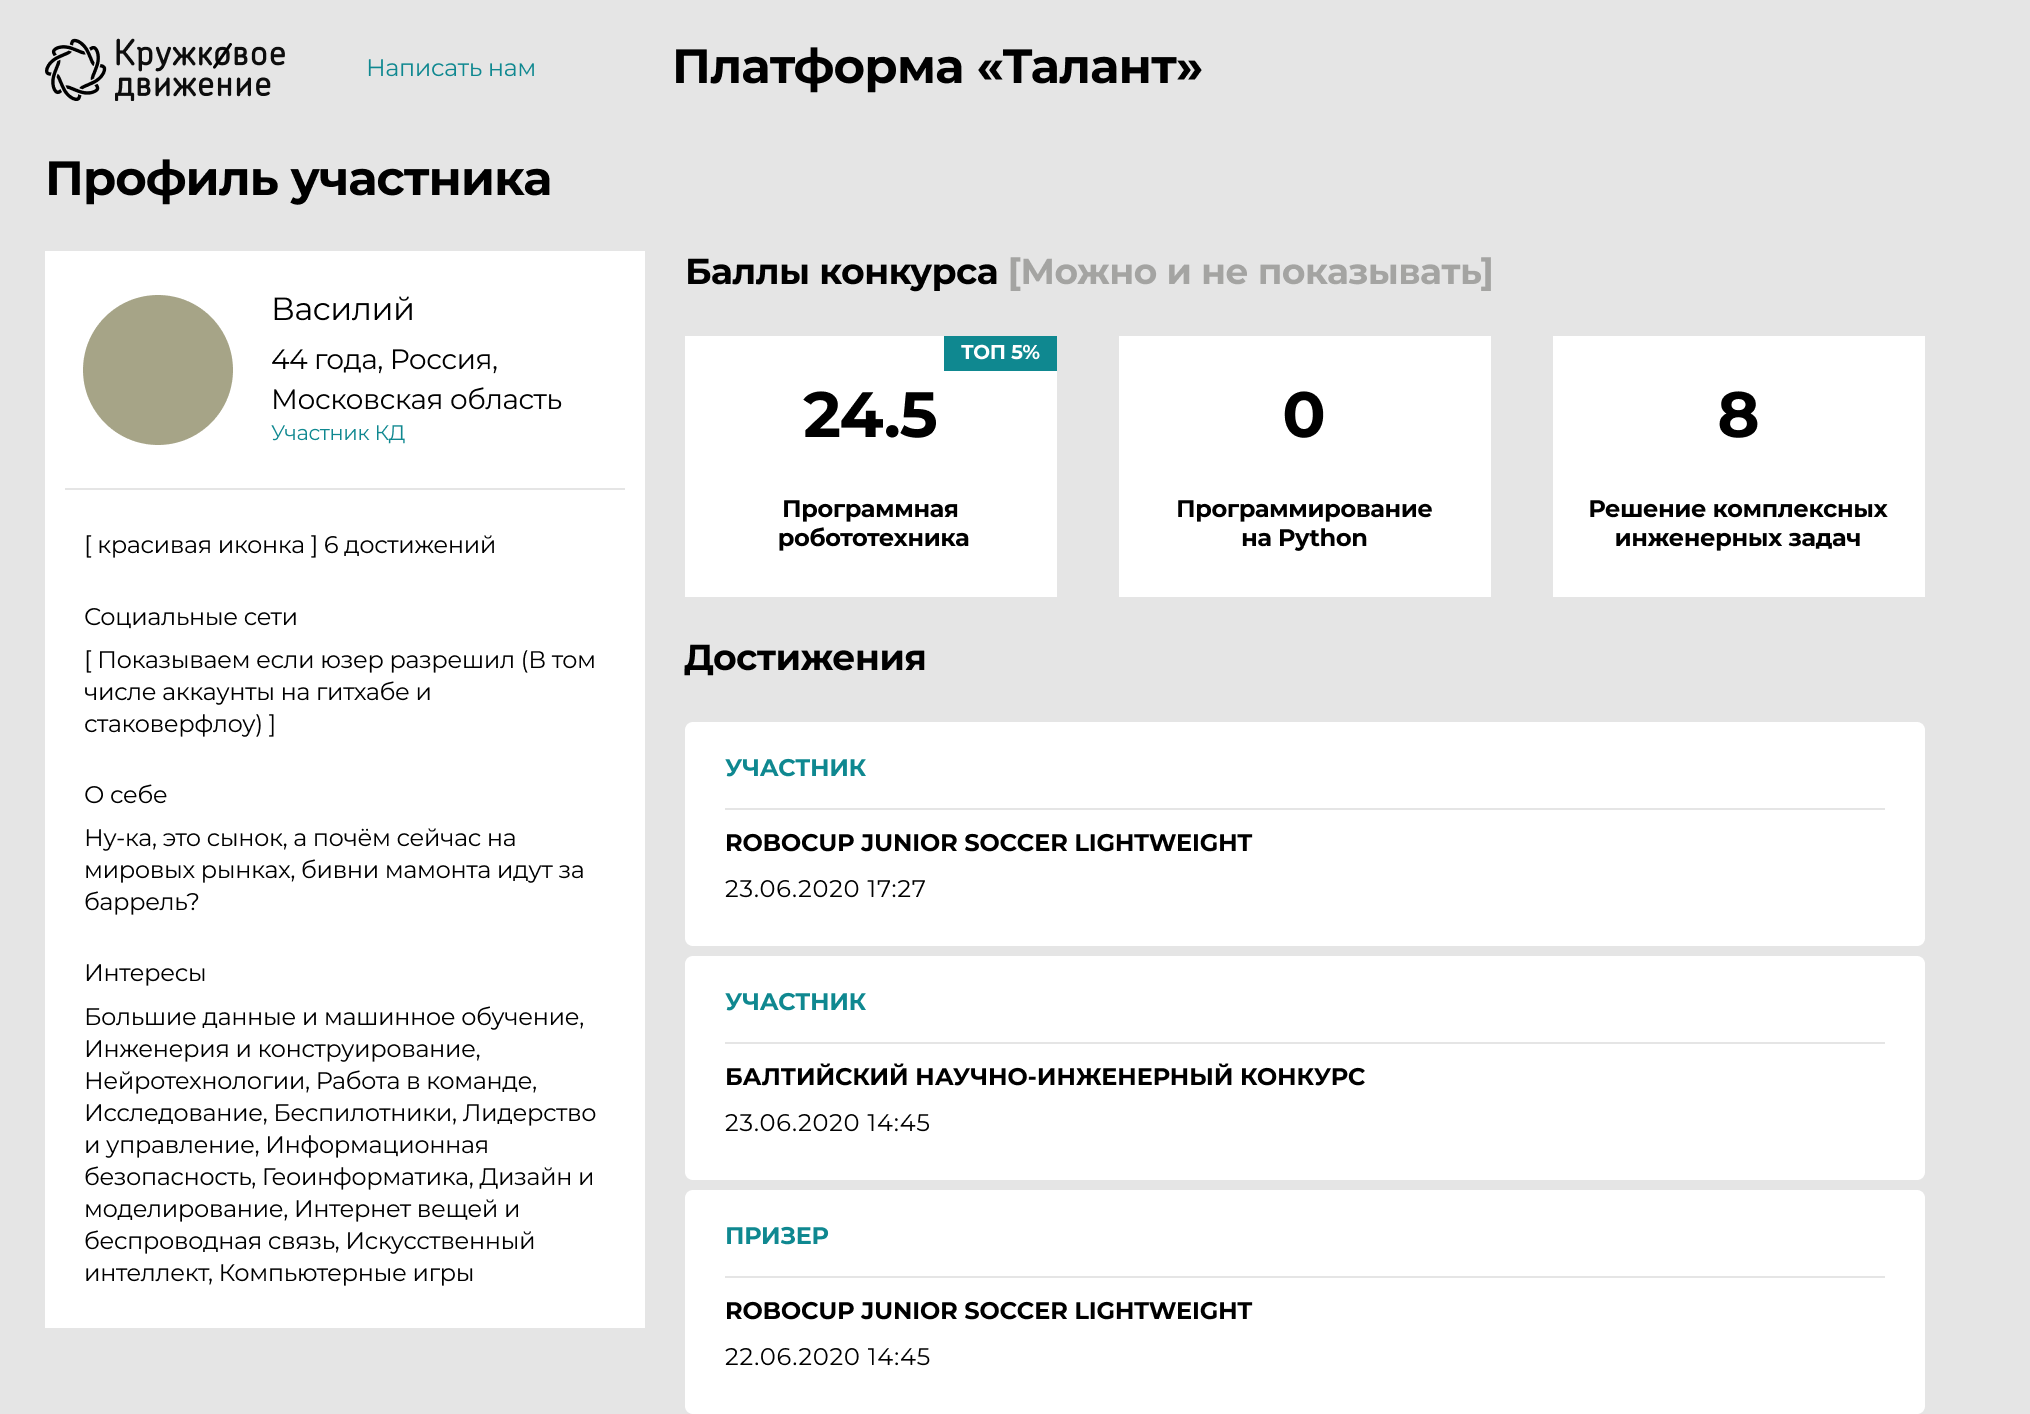 Кружковое
движение
Написать нам
Платформа «Талант»
Профиль участника
Василий
44 года, Россия,
Московская область
Участник КД
[ красивая иконка ] 6 достижений
Социальные сети
[ Показываем если юзер разрешил (В том
числе аккаунты на гитхабе и
стаковерфлоу) ]
О себе
Ну-ка, это сынок, а почём сейчас на
мировых рынках, бивни мамонта идут за
баррель?
Интересы
Большие данные и машинное обучение,
Инженерия и конструирование,
Нейротехнологии, Работа в команде,
Исследование, Беспилотники, Лидерство
и управление, Информационная
безопасность, Геоинформатика, Дизайн и
моделирование, Интернет вещей и
беспроводная связь, Искусственный
интеллект, Компьютерные игры
Баллы конкурса [Можно и не показывать]
ТОП 5%
24.5
Программная
робототехника
0
Программирование
на Python
8
Решение комплексных
инженерных задач
Достижения
УЧАСТНИК
ROBOCUP JUNIOR SOCCER LIGHTWEIGHT
23.06.2020 17:27
УЧАСТНИК
БАЛТИЙСКИЙ НАУЧНО-ИНЖЕНЕРНЫЙ КОНКУРС
23.06.2020 14:45
ПРИЗЕР
ROBOCUP JUNIOR SOCCER LIGHTWEIGHT
22.06.2020 14:45